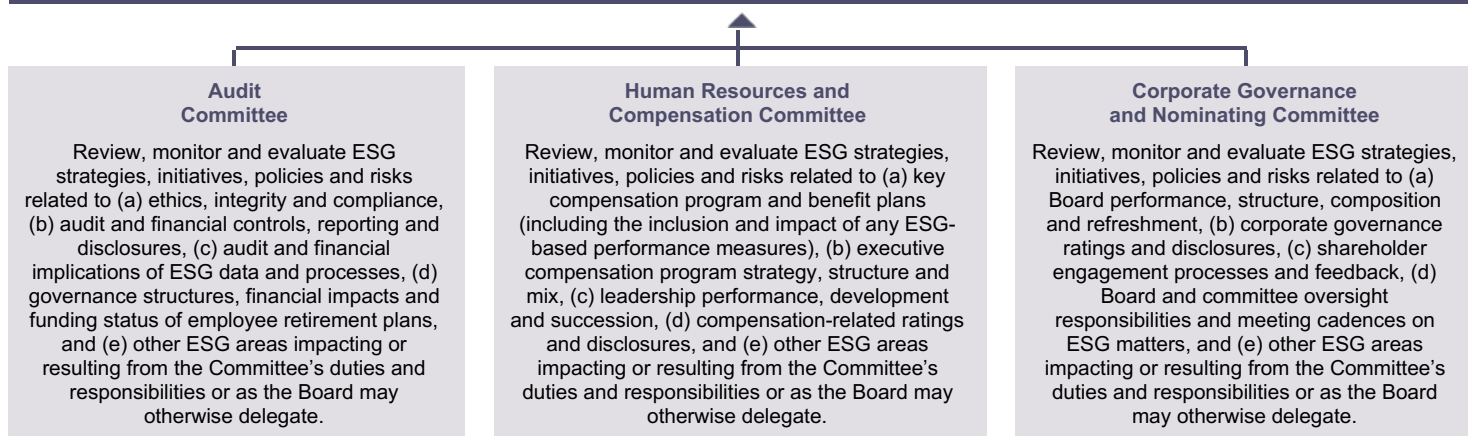 Audit
Committee
Review, monitor and evaluate ESG
strategies, initiatives, policies and risks
related to (a) ethics, integrity and compliance,
(b) audit and financial controls, reporting and
disclosures, (c) audit and financial
implications of ESG data and processes, (d)
governance structures, financial impacts and
funding status of employee retirement plans,
and (e) other ESG areas impacting or
resulting from the Committee's duties and
responsibilities or as the Board may
otherwise delegate.
Human Resources and
Compensation Committee
Review, monitor and evaluate ESG strategies,
initiatives, policies and risks related to (a) key
compensation program and benefit plans
(including the inclusion and impact of any ESG-
based performance measures), (b) executive
compensation program strategy, structure and
mix, (c) leadership performance, development
and succession, (d) compensation-related ratings
and disclosures, and (e) other ESG areas
impacting or resulting from the Committee's
duties and responsibilities or as the Board may
otherwise delegate.
Corporate Governance
and Nominating Committee
Review, monitor and evaluate ESG strategies,
initiatives, policies and risks related to (a)
Board performance, structure, composition
and refreshment, (b) corporate governance
ratings and disclosures, (c) shareholder
engagement processes and feedback, (d)
Board and committee oversight
responsibilities and meeting cadences on
ESG matters, and (e) other ESG areas
impacting or resulting from the Committee's
duties and responsibilities or as the Board
may otherwise delegate.